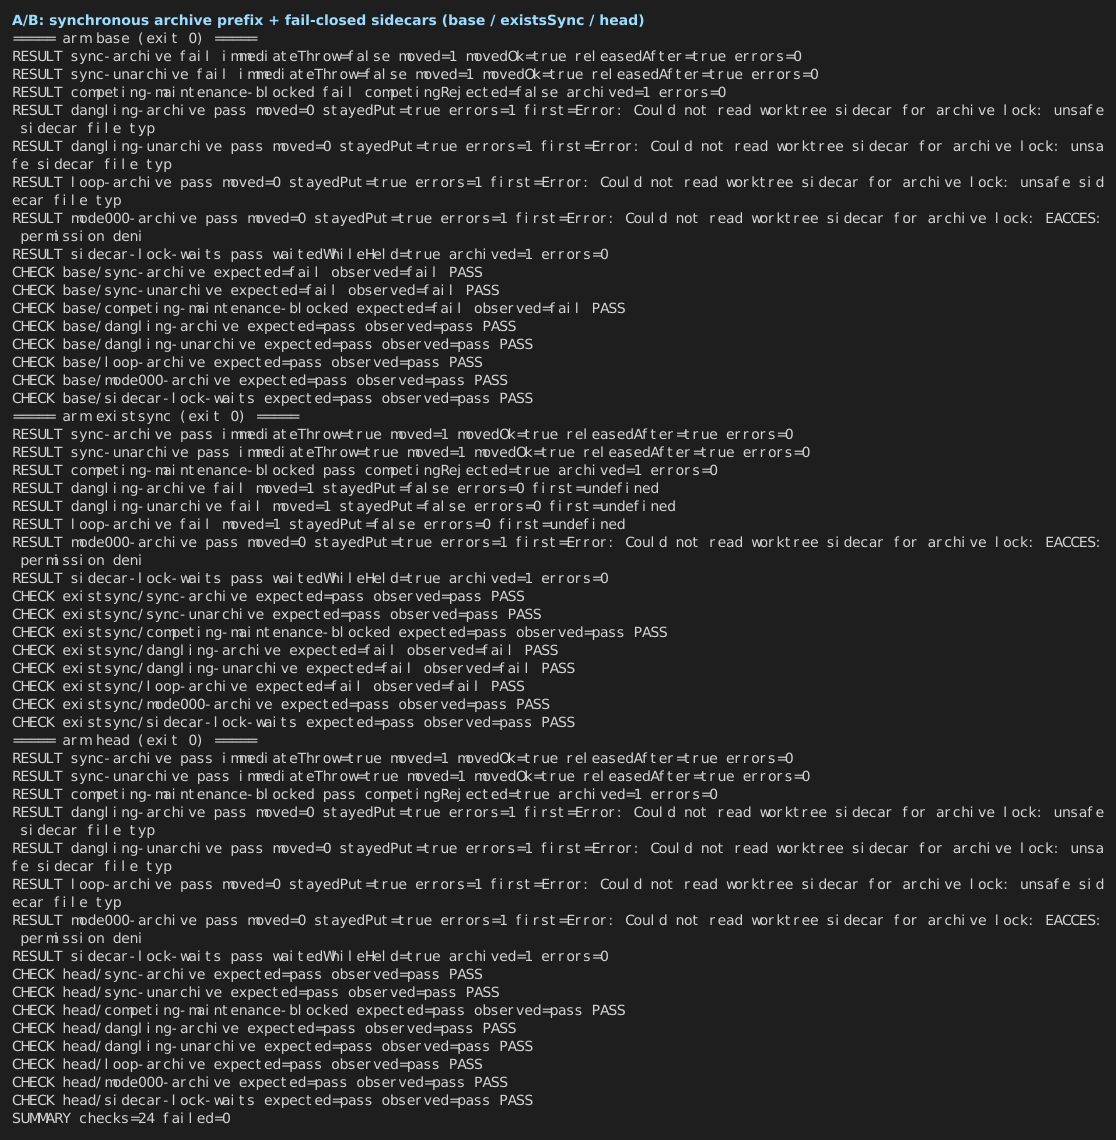 A/B: synchronous archive prefix + fail-closed sidecars (base / existsSync / head)
===== arm base (exit 0) =====
RESULT sync-archive fail immediateThrow=false moved=1 movedOk=true releasedAfter=true errors=0
RESULT sync-unarchive fail immediateThrow=false moved=1 movedOk=true releasedAfter=true errors=0
RESULT competing-maintenance-blocked fail competingRejected=false archived=1 errors=0
RESULT dangling-archive pass moved=0 stayedPut=true errors=1 first=Error: Could not read worktree sidecar for archive lock: unsafe
 sidecar file typ
RESULT dangling-unarchive pass moved=0 stayedPut=true errors=1 first=Error: Could not read worktree sidecar for archive lock: unsa
fe sidecar file typ
RESULT loop-archive pass moved=0 stayedPut=true errors=1 first=Error: Could not read worktree sidecar for archive lock: unsafe sid
ecar file typ
RESULT mode000-archive pass moved=0 stayedPut=true errors=1 first=Error: Could not read worktree sidecar for archive lock: EACCES:
 permission deni
RESULT sidecar-lock-waits pass waitedWhileHeld=true archived=1 errors=0
CHECK base/sync-archive expected=fail observed=fail PASS
CHECK base/sync-unarchive expected=fail observed=fail PASS
CHECK base/competing-maintenance-blocked expected=fail observed=fail PASS
CHECK base/dangling-archive expected=pass observed=pass PASS
CHECK base/dangling-unarchive expected=pass observed=pass PASS
CHECK base/loop-archive expected=pass observed=pass PASS
CHECK base/mode000-archive expected=pass observed=pass PASS
CHECK base/sidecar-lock-waits expected=pass observed=pass PASS
===== arm existsync (exit 0) =====
RESULT sync-archive pass immediateThrow=true moved=1 movedOk=true releasedAfter=true errors=0
RESULT sync-unarchive pass immediateThrow=true moved=1 movedOk=true releasedAfter=true errors=0
RESULT competing-maintenance-blocked pass competingRejected=true archived=1 errors=0
RESULT dangling-archive fail moved=1 stayedPut=false errors=0 first=undefined
RESULT dangling-unarchive fail moved=1 stayedPut=false errors=0 first=undefined
RESULT loop-archive fail moved=1 stayedPut=false errors=0 first=undefined
RESULT mode000-archive pass moved=0 stayedPut=true errors=1 first=Error: Could not read worktree sidecar for archive lock: EACCES:
 permission deni
RESULT sidecar-lock-waits pass waitedWhileHeld=true archived=1 errors=0
CHECK existsync/sync-archive expected=pass observed=pass PASS
CHECK existsync/sync-unarchive expected=pass observed=pass PASS
CHECK existsync/competing-maintenance-blocked expected=pass observed=pass PASS
CHECK existsync/dangling-archive expected=fail observed=fail PASS
CHECK existsync/dangling-unarchive expected=fail observed=fail PASS
CHECK existsync/loop-archive expected=fail observed=fail PASS
CHECK existsync/mode000-archive expected=pass observed=pass PASS
CHECK existsync/sidecar-lock-waits expected=pass observed=pass PASS
===== arm head (exit 0) =====
RESULT sync-archive pass immediateThrow=true moved=1 movedOk=true releasedAfter=true errors=0
RESULT sync-unarchive pass immediateThrow=true moved=1 movedOk=true releasedAfter=true errors=0
RESULT competing-maintenance-blocked pass competingRejected=true archived=1 errors=0
RESULT dangling-archive pass moved=0 stayedPut=true errors=1 first=Error: Could not read worktree sidecar for archive lock: unsafe
 sidecar file typ
RESULT dangling-unarchive pass moved=0 stayedPut=true errors=1 first=Error: Could not read worktree sidecar for archive lock: unsa
fe sidecar file typ
RESULT loop-archive pass moved=0 stayedPut=true errors=1 first=Error: Could not read worktree sidecar for archive lock: unsafe sid
ecar file typ
RESULT mode000-archive pass moved=0 stayedPut=true errors=1 first=Error: Could not read worktree sidecar for archive lock: EACCES:
 permission deni
RESULT sidecar-lock-waits pass waitedWhileHeld=true archived=1 errors=0
CHECK head/sync-archive expected=pass observed=pass PASS
CHECK head/sync-unarchive expected=pass observed=pass PASS
CHECK head/competing-maintenance-blocked expected=pass observed=pass PASS
CHECK head/dangling-archive expected=pass observed=pass PASS
CHECK head/dangling-unarchive expected=pass observed=pass PASS
CHECK head/loop-archive expected=pass observed=pass PASS
CHECK head/mode000-archive expected=pass observed=pass PASS
CHECK head/sidecar-lock-waits expected=pass observed=pass PASS
SUMMARY checks=24 failed=0